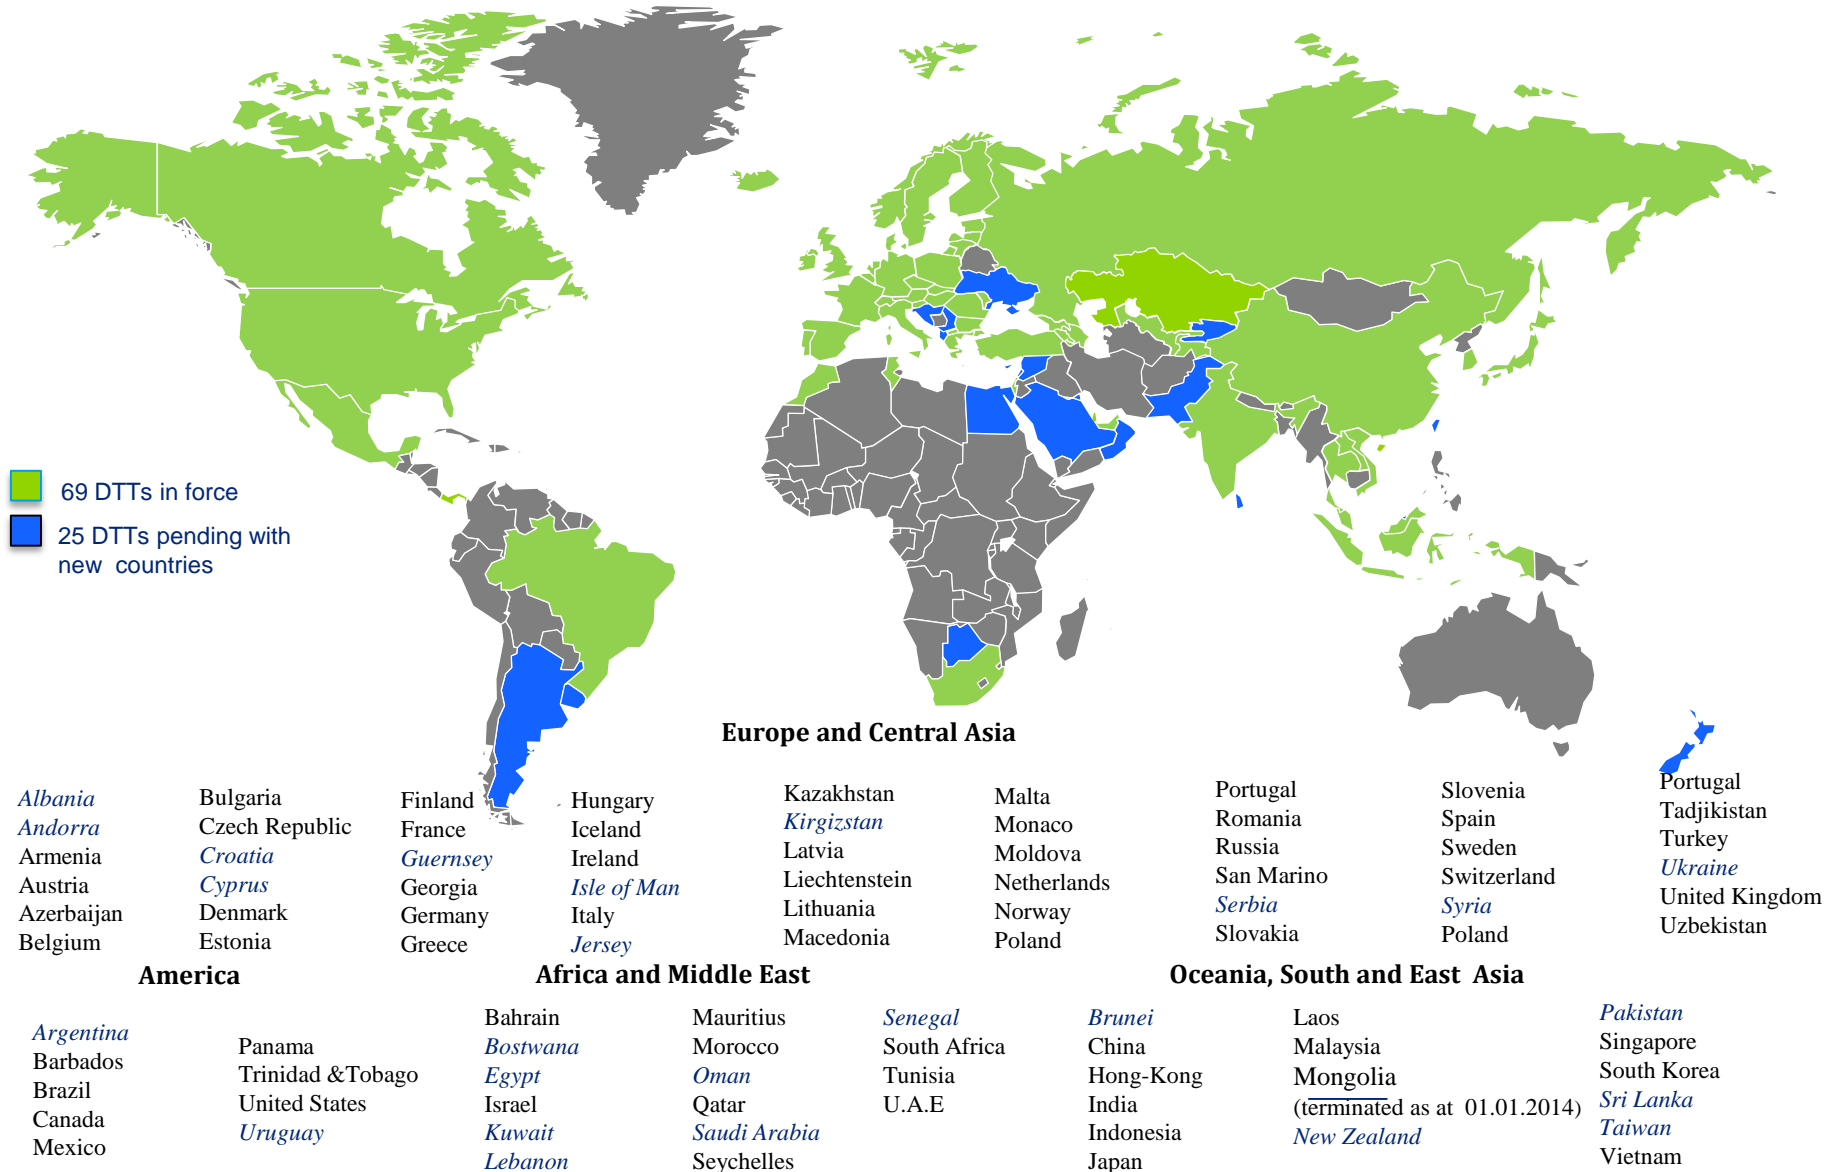 69 DTTs in force
25 DTTs pending with
new countries
Europe and Central Asia
Albania
Andorra
Armenia
Austria
Azerbaijan
Belgium
Bulgaria
Czech Republic
Croatia
Cyprus
Denmark
Estonia
Finland
France
Guernsey
Georgia
Germany
Greece
Hungary
Iceland
Ireland
Isle of Man
Italy
Jersey
Kazakhstan
Kirgizstan
Latvia
Liechtenstein
Lithuania
Macedonia
Malta
Monaco
Moldova
Netherlands
Norway
Poland
Portugal
Romania
Russia
San Marino
Serbia
Slovakia
Slovenia
Spain
Sweden
Switzerland
Syria
Poland
Portugal
Tadjikistan
Turkey
Ukraine
United Kingdom
Uzbekistan
America
Argentina
Barbados
Brazil
Canada
Mexico
Panama
Trinidad &Tobago
United States
Uruguay
Africa and Middle East
Bahrain
Bostwana
Egypt
Israel
Kuwait
Lebanon
Mauritius
Morocco
Oman
Qatar
Saudi Arabia
Seychelles
Senegal
South Africa
Tunisia
U.A.E
Oceania, South and East Asia
Brunei
China
Hong-Kong
India
Indonesia
Japan
Laos
Malaysia
Mongolia
(terminated as at 01.01.2014)
New Zealand
Pakistan
Singapore
South Korea
Sri Lanka
Taiwan
Vietnam